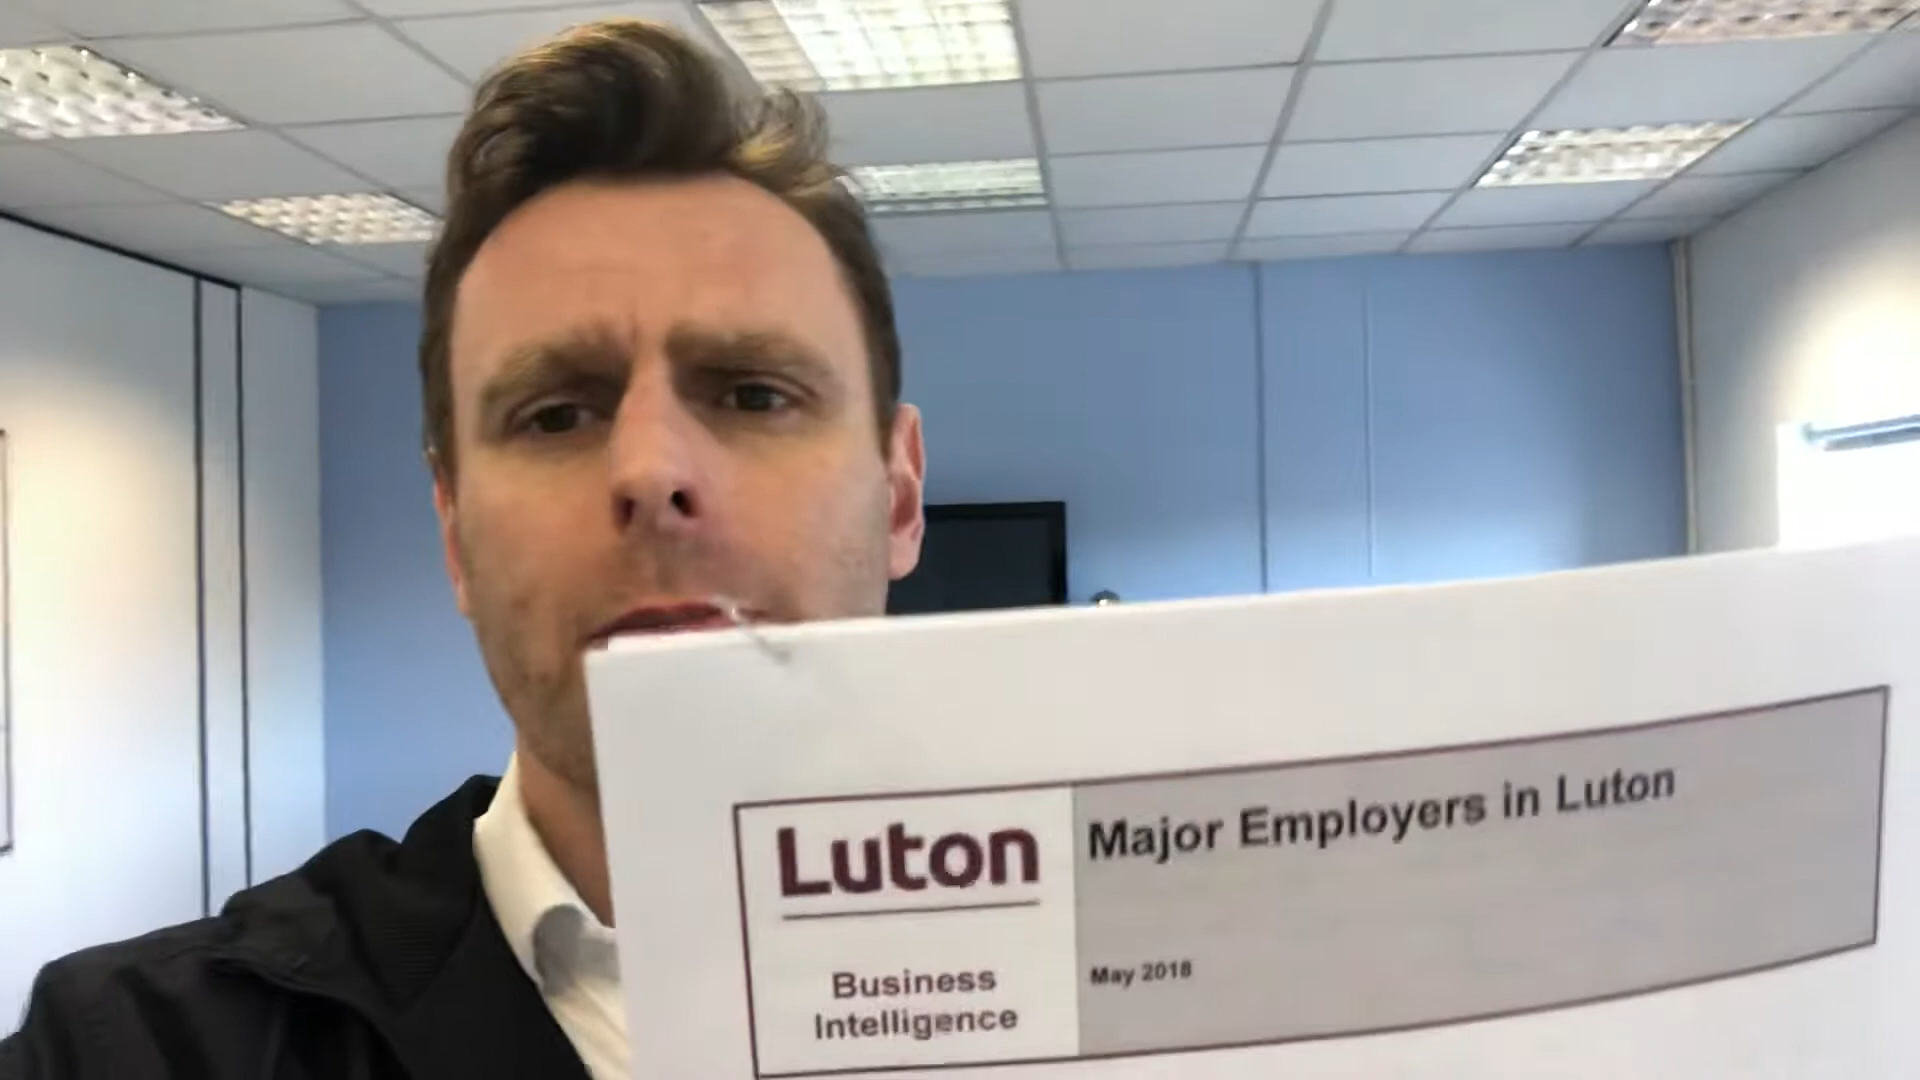 Luton
Business
Intelligence
Major Employers in Luton
May 2018